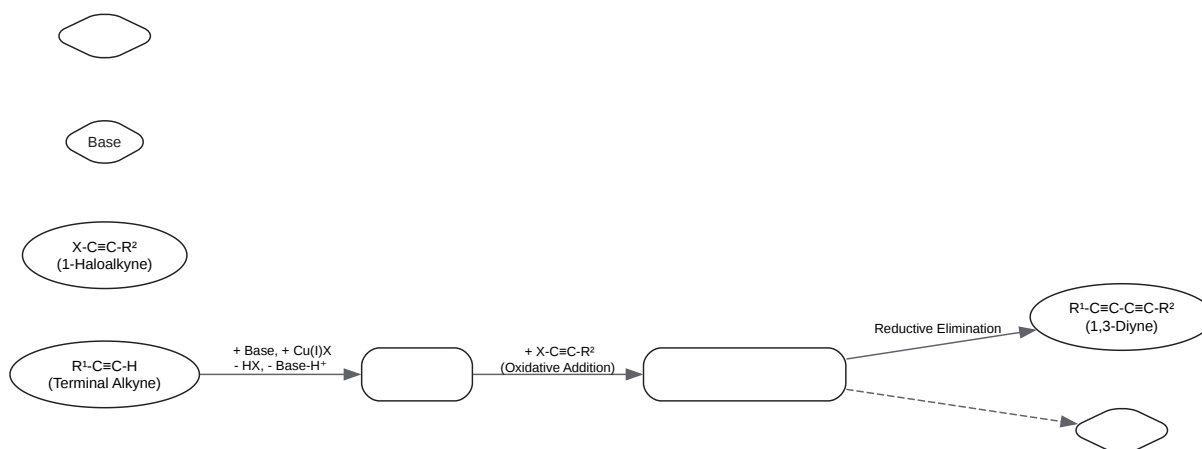 Base
X-C≡C-R²
(1-Haloalkyne)
R¹-C≡C-H
(Terminal Alkyne)
+ Base, + Cu(I)X
- HX, - Base-H⁺
+ X-C≡C-R²
(Oxidative Addition)
Reductive Elimination
R¹-C≡C-C≡C-R²
(1,3-Diyne)